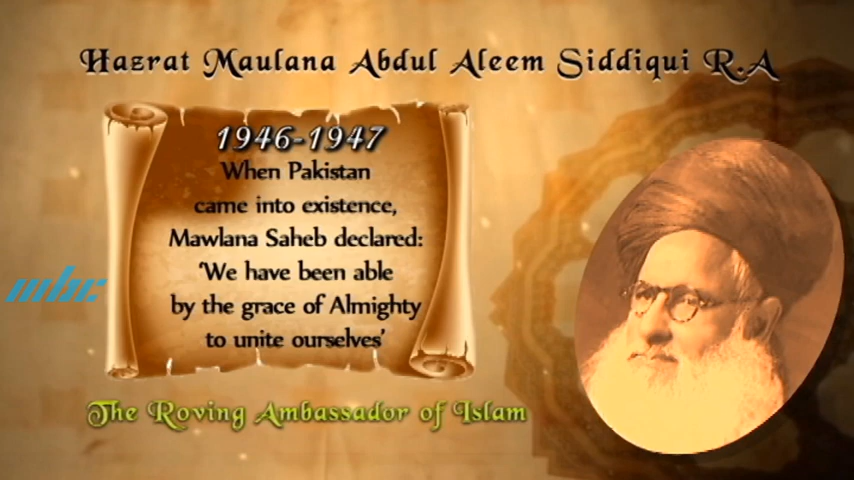 Hazrat Maulana Abdul Aleem Siddiqui R.A
1946-1947
When Pakistan
came into existence,
Mawlana Saheb declared:
‘We have been able
by the grace of Almighty
to unite ourselves’
mbc
The Roving Ambassador of Islam